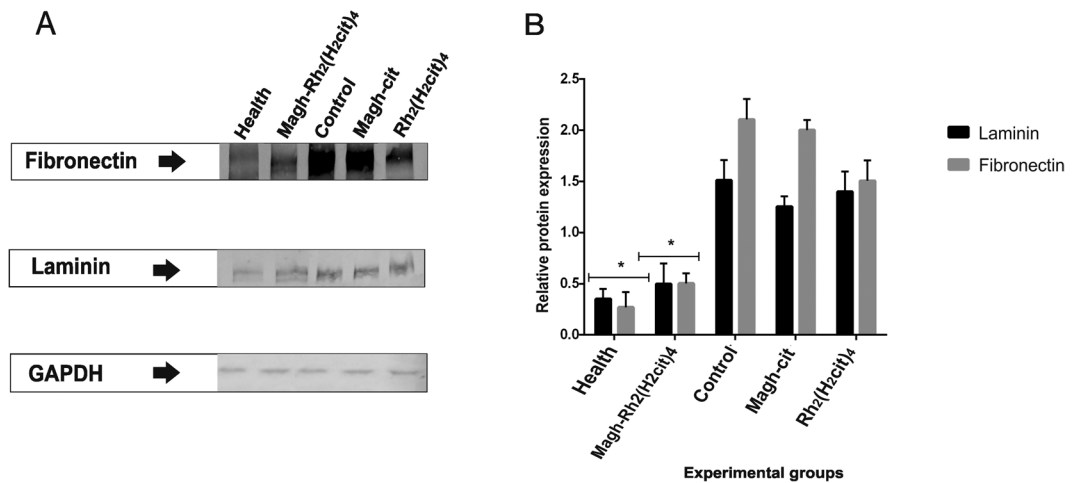 A
Health
Magh-Rh2(H2cit)4
Control
Magh-cit
Rh2(H2cit)4
Fibronectin
Laminin
GAPDH
B
Relative protein expression
2.5
2.0
1.5
1.0
0.5
0.0
*
*
Health
Magh-Rh2(H2cit)4
Control
Magh-cit
Rh2(H2cit)4
Experimental groups
Laminin
Fibronectin